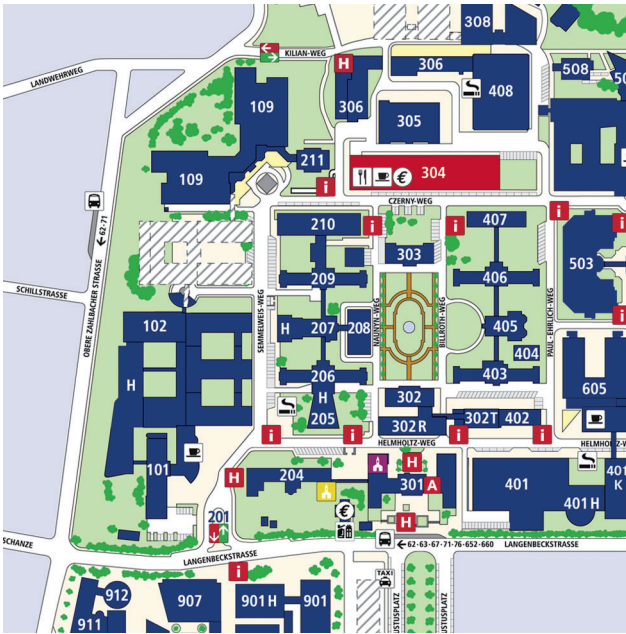 308
KILIAN-WEG
LANDWEHRWEG
H
306
306
408
508
109
305
109
211
304
€
i
CZERNY-WEG
210
i
i
407
i
303
62-71
209
406
503
OBERE ZAHLBACHER STRASSE
SCHILLSTRASSE
SEMMELWEIS-WEG
NAUNYN-WEG
BILLROTH-WEG
PAUL-EHRLICH-WEG
102
H
207
208
405
i
404
206
403
H
H
205
302
605
302 R
302T
402
i
i
i
i
HELMHOLTZ-WEG
HELMHOLTZ-W
101
H
204
H
301
A
401
401
K
401 H
€
201
H
SCHANZE
62-63-67-71-76-652-660
LANGENBECKSTRASSE
LANGENBECKSTRASSE
i
TAXI
912
907
901 H
901
911
USTUSPLATZ
USTUSPLATZ